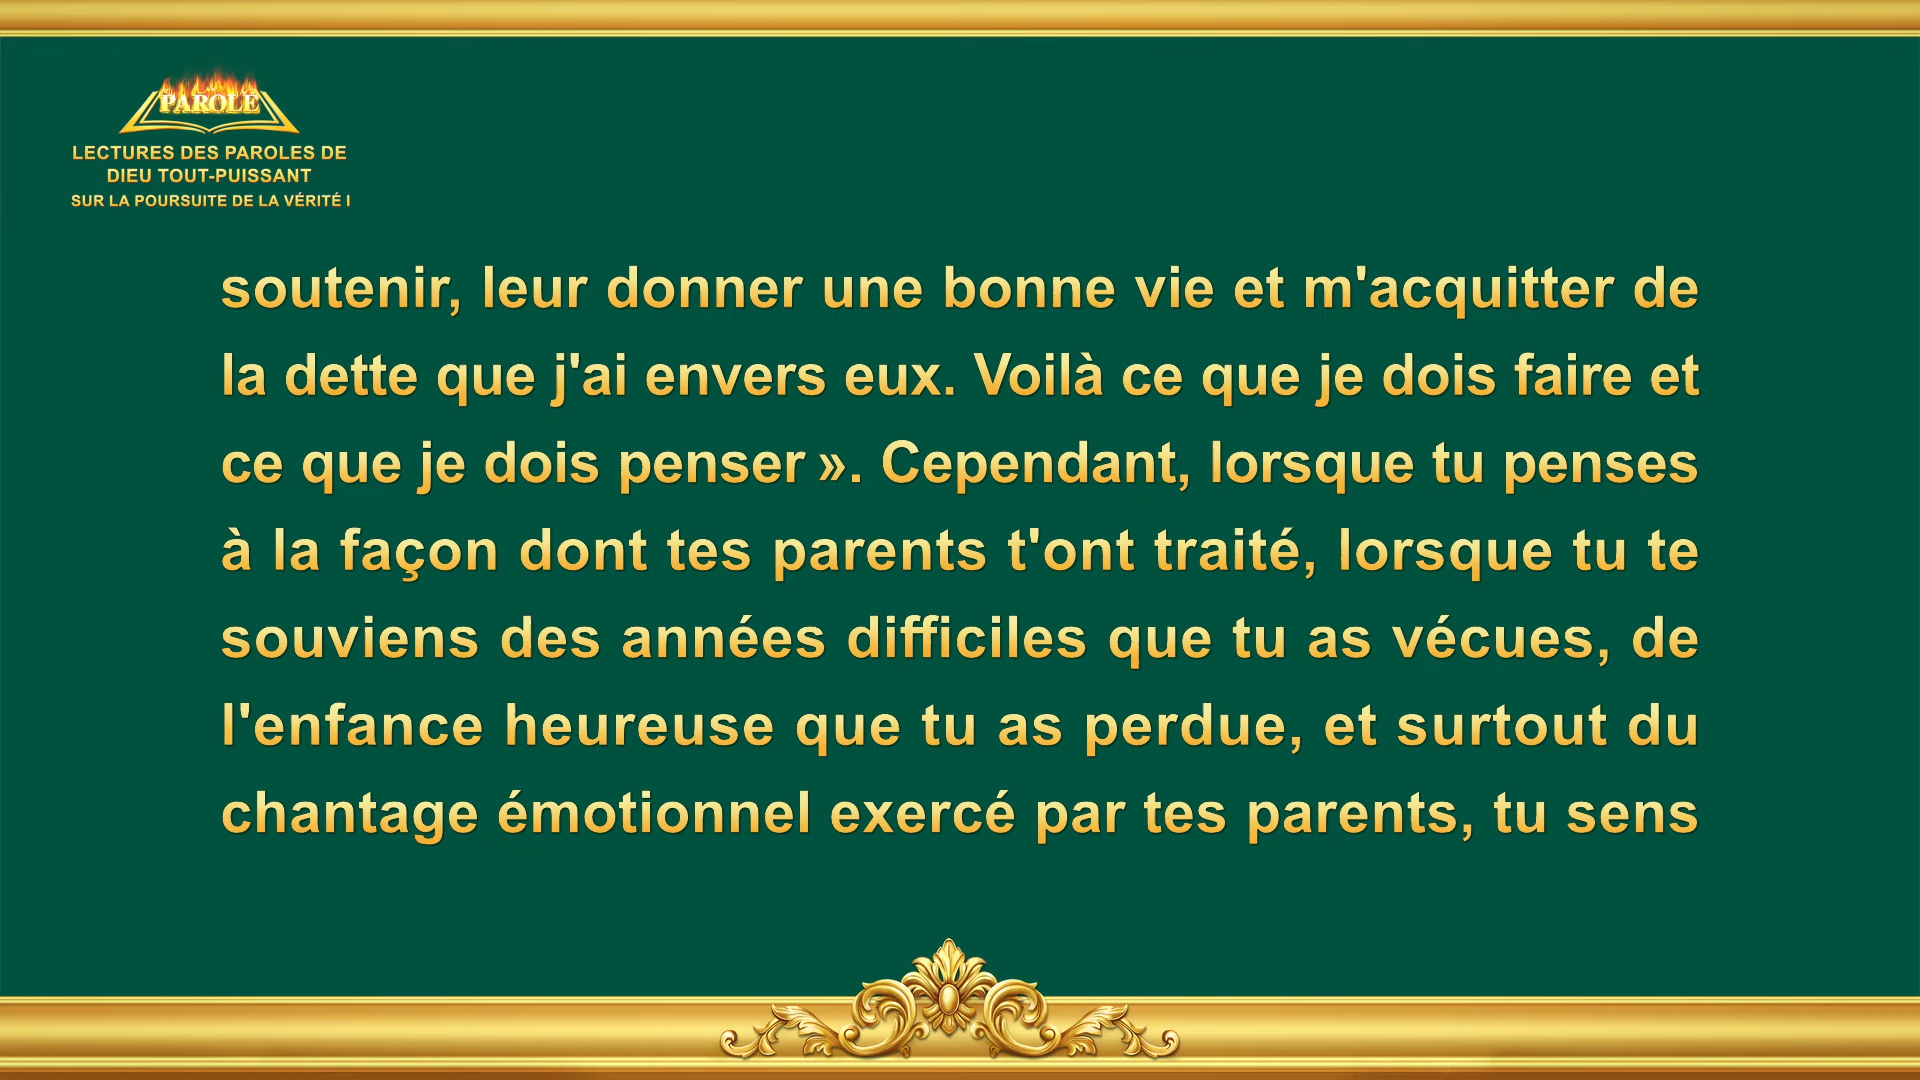 PAROLE
LECTURES DES PAROLES DE
DIEU TOUT-PUISSANT
SUR LA POURSUITE DE LA VÉRITÉ I
soutenir, leur donner une bonne vie et m'acquitter de
la dette que j'ai envers eux. Voilà ce que je dois faire et
ce que je dois penser ». Cependant, lorsque tu penses
à la façon dont tes parents t'ont traité, lorsque tu te
souviens des années difficiles que tu as vécues, de
l'enfance heureuse que tu as perdue, et surtout du
chantage émotionnel exercé par tes parents, tu sens